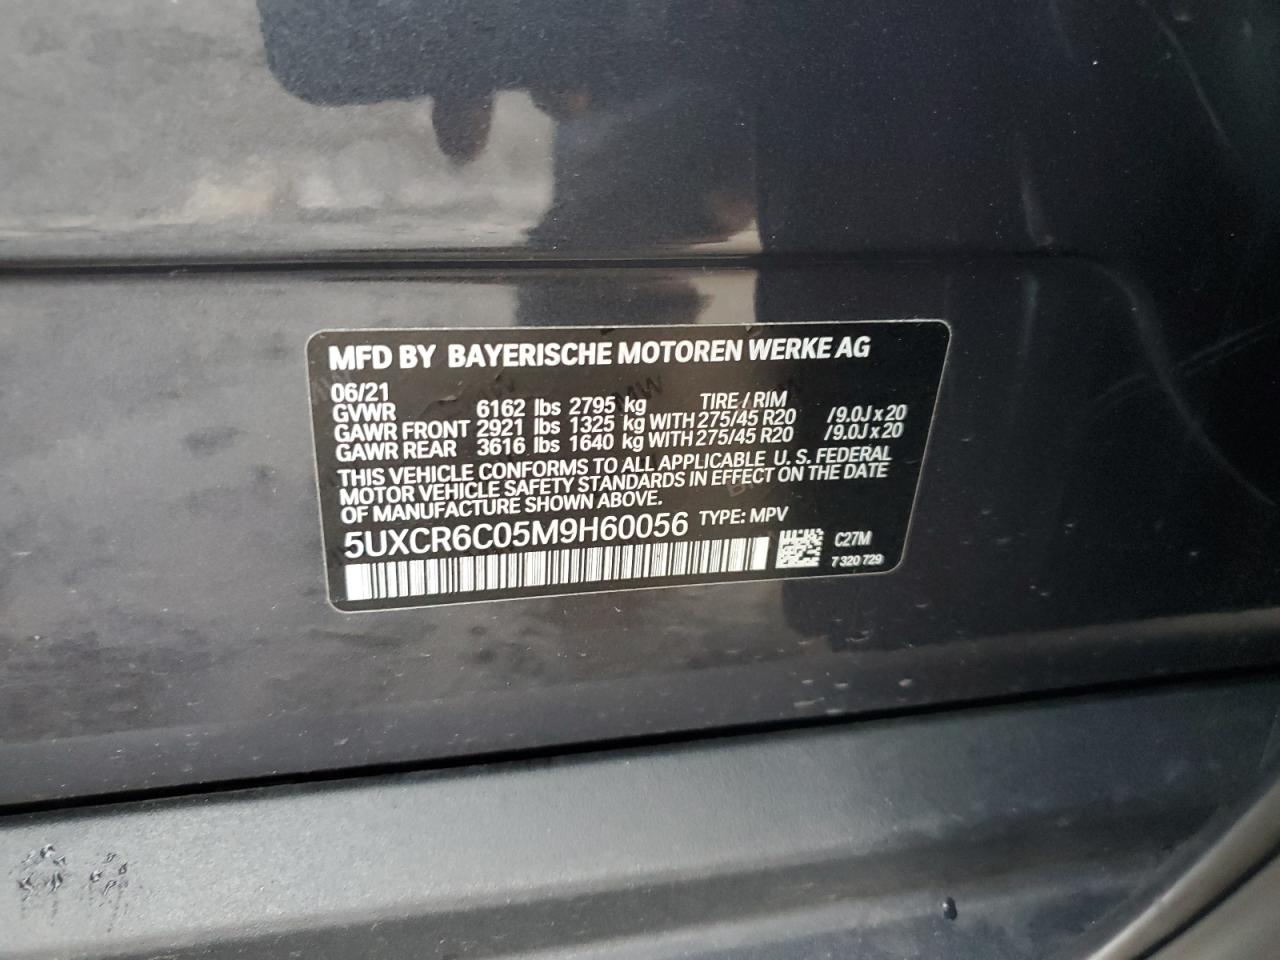 MFD BY BAYERISCHE MOTOREN WERKE AG
06/21 TIRE / RIM
GVWR 6162 lbs 2795 kg
GAWR FRONT 2921 lbs 1325 kg WITH 275/45 R20 /9.0J x 20
GAWR REAR 3616 lbs 1640 kg WITH 275/45 R20 /9.0J x 20
THIS VEHICLE CONFORMS TO ALL APPLICABLE U. S. FEDERAL
MOTOR VEHICLE SAFETY STANDARDS IN EFFECT ON THE DATE
OF MANUFACTURE SHOWN ABOVE.
5UXCR6C05M9H60056 TYPE: MPV
C27M
7 320 729